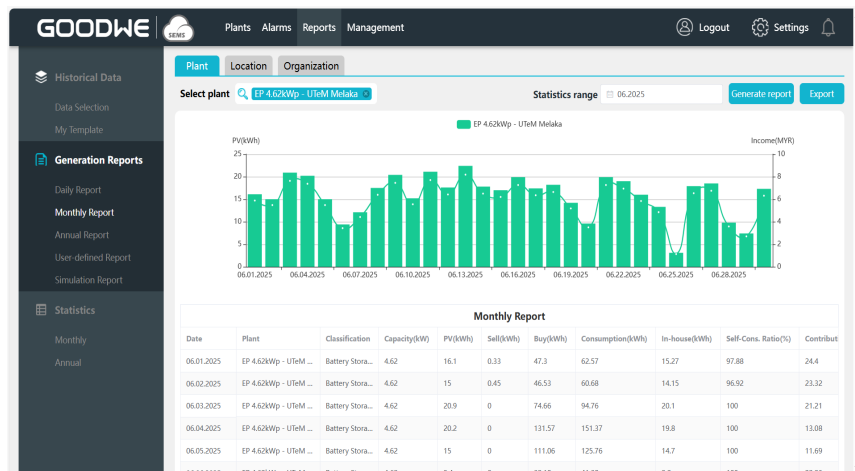 GOODWE SEMS Plants Alarms Reports Management Logout Settings
Historical Data
Data Selection
My Template
Generation Reports
Daily Report
Monthly Report
Annual Report
User-defined Report
Simulation Report
Statistics
Monthly
Annual
Plant Location Organization
Select plant EP 4.62kWp - UTeM Melaka Statistics range 06.2025 Generate report Export
EP 4.62kWp - UTeM Melaka
PV(kWh) Income(MYR)
25 10
20 8
15 6
10 4
5 2
0 0
06.01.2025 06.04.2025 06.07.2025 06.10.2025 06.13.2025 06.16.2025 06.19.2025 06.22.2025 06.25.2025 06.28.2025
Monthly Report
Date Plant Classification Capacity(kW) PV(kWh) Sell(kWh) Buy(kWh) Consumption(kWh) In-house(kWh) Self-Cons. Ratio(%) Contribut
06.01.2025 EP 4.62kWp - UTeM ... Battery Stora... 4.62 16.1 0.33 47.3 62.57 15.27 97.88 24.4
06.02.2025 EP 4.62kWp - UTeM ... Battery Stora... 4.62 15 0.45 46.53 60.68 14.15 96.92 23.32
06.03.2025 EP 4.62kWp - UTeM ... Battery Stora... 4.62 20.9 0 74.66 94.76 20.1 100 21.21
06.04.2025 EP 4.62kWp - UTeM ... Battery Stora... 4.62 20.2 0 131.57 151.37 19.8 100 13.08
06.05.2025 EP 4.62kWp - UTeM ... Battery Stora... 4.62 15 0 111.06 125.76 14.7 100 11.69